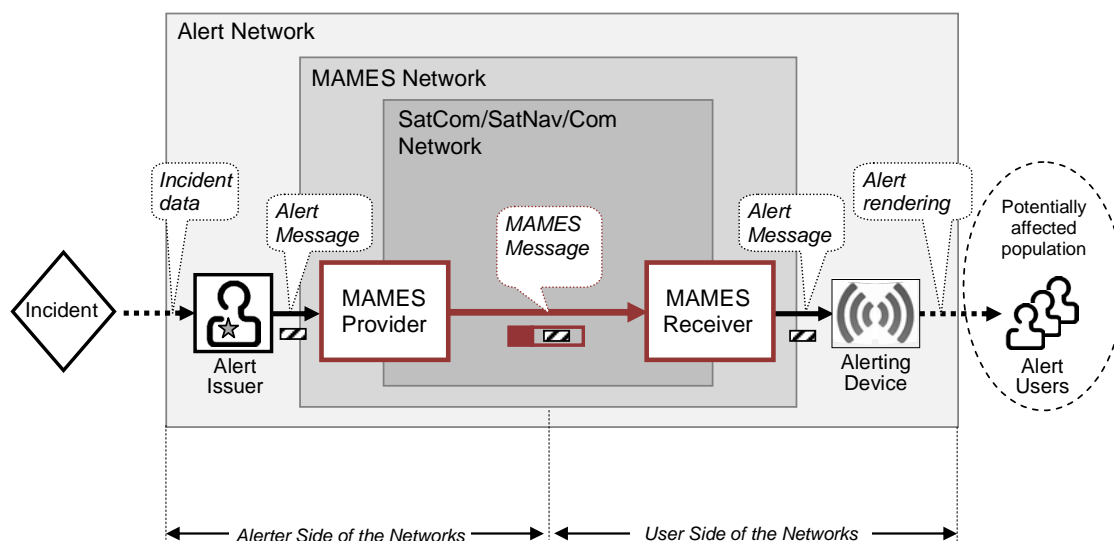 Alert Network
MAMES Network
SatCom/SatNav/Com
Network
Incident
data
Alert
Message
MAMES
Message
Alert
Message
Alert
rendering
Potentially
affected
population
Incident
MAMES
Provider
MAMES
Receiver
Alert
Issuer
Alerting
Device
Alert
Users
Alerter Side of the Networks
User Side of the Networks